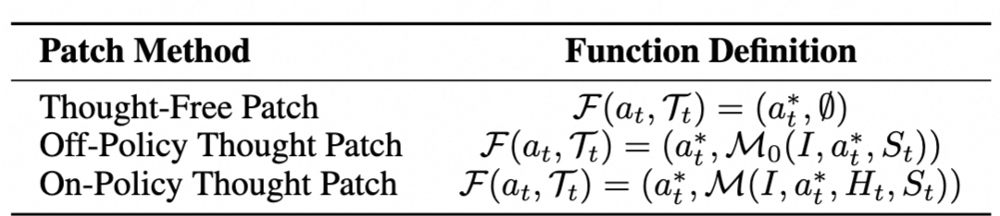 Patch Method Function Definition
Thought-Free Patch $\mathcal{F}(a_t, \mathcal{T}_t) = (a_t^*, \emptyset)$
Off-Policy Thought Patch $\mathcal{F}(a_t, \mathcal{T}_t) = (a_t^*, \mathcal{M}_0(I, a_t^*, S_t))$
On-Policy Thought Patch $\mathcal{F}(a_t, \mathcal{T}_t) = (a_t^*, \mathcal{M}(I, a_t^*, H_t, S_t))$